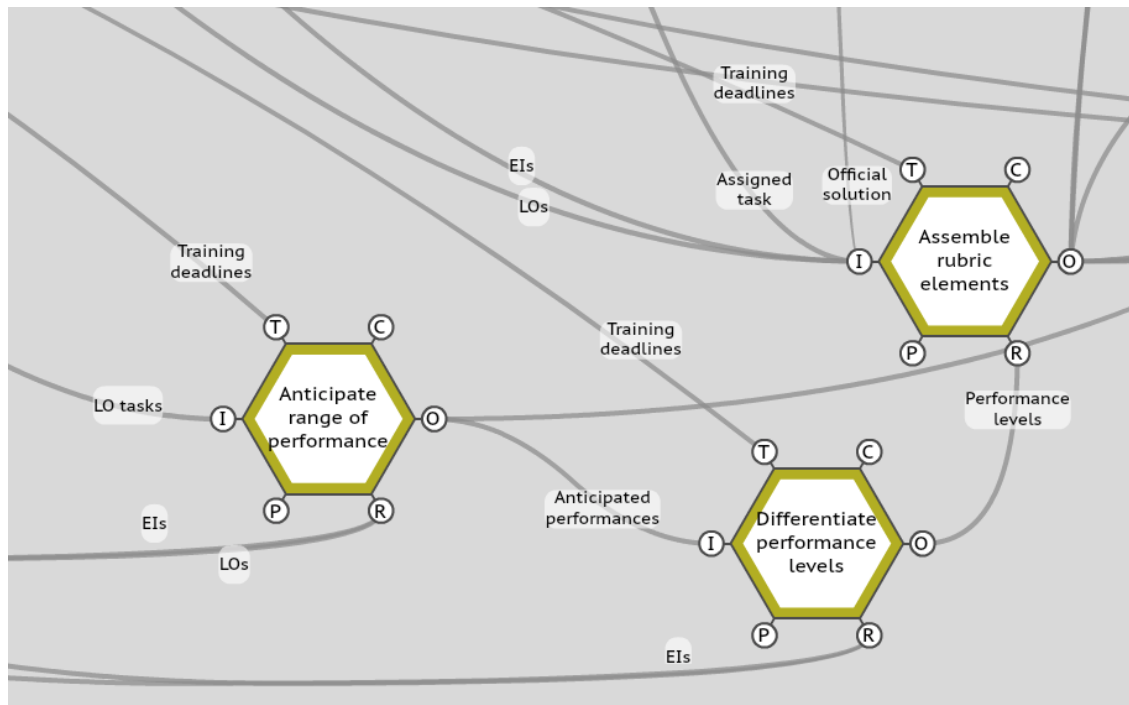 Training
deadlines
EIs
LOs
Assigned
task
Official
solution
T
C
I
O
P
R
Assemble
rubric
elements
Training
deadlines
LO tasks
T
C
I
O
P
R
Anticipate
range of
performance
Training
deadlines
Performance
levels
Anticipated
performances
T
C
I
O
P
R
Differentiate
performance
levels
EIs
LOs
EIs